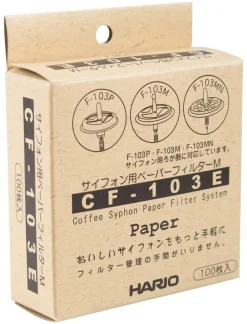 サイフォン用ペーパーフィルターM
CF-103E
100枚入
F-103P
F-103M
F-103MN
F-103P・F-103M・F-103MN
サイフォン用ろか器に対応しています。
サイフォン用ペーパーフィルターM
CF-103E
Coffee Syphon Paper Filter System
Paper
おいしいサイフォンをもっと手軽に
フィルター管理の手間がいりません。
100枚入
HARIO